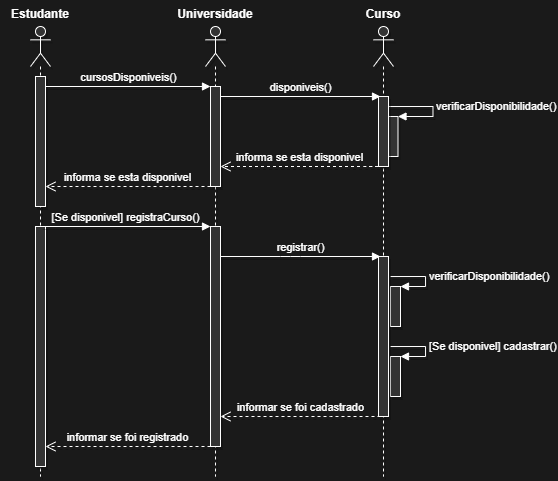 Estudante
Universidade
Curso
cursosDisponiveis()
disponiveis()
verificarDisponibilidade()
informa se esta disponivel
informa se esta disponivel
[Se disponivel] registraCurso()
registrar()
verificarDisponibilidade()
[Se disponivel] cadastrar()
informar se foi cadastrado
informar se foi registrado